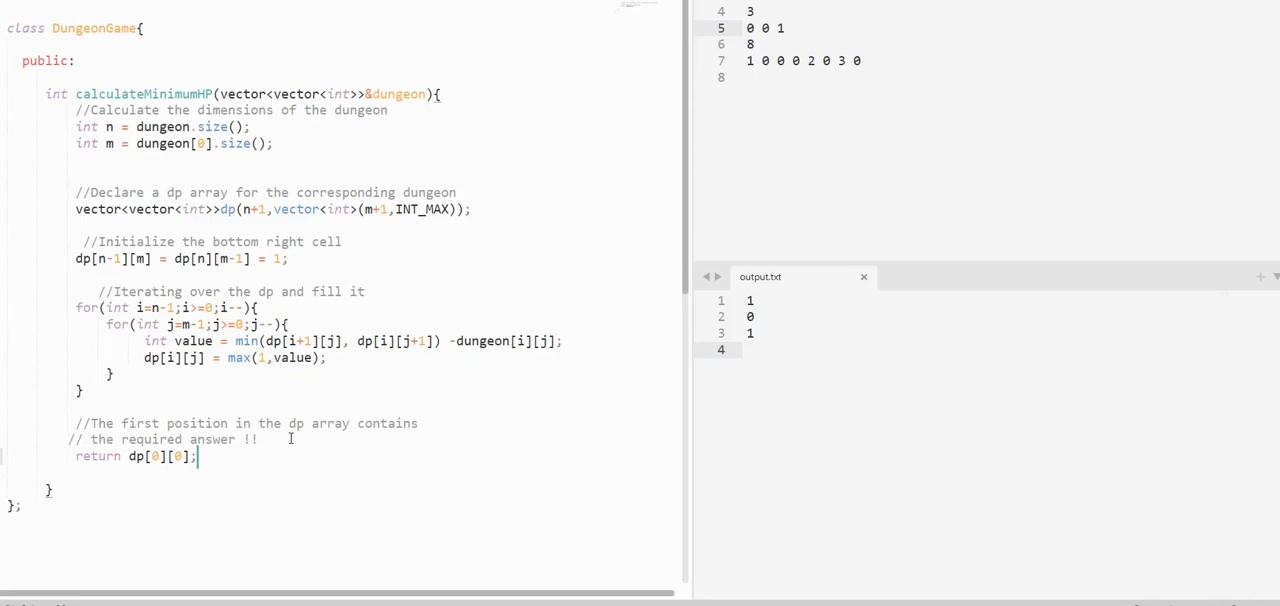 class DungeonGame{
public:
int calculateMinimumHP(vector<vector<int>>&dungeon){
//Calculate the dimensions of the dungeon
int n = dungeon.size();
int m = dungeon[0].size();
//Declare a dp array for the corresponding dungeon
vector<vector<int>>dp(n+1,vector<int>(m+1,INT_MAX));
//Initialize the bottom right cell
dp[n-1][m] = dp[n][m-1] = 1;
//Iterating over the dp and fill it
for(int i=n-1;i>=0;i--){
for(int j=m-1;j>=0;j--){
int value = min(dp[i+1][j], dp[i][j+1]) -dungeon[i][j];
dp[i][j] = max(1,value);
}
}
//The first position in the dp array contains
// the required answer !!
return dp[0][0];
}
};
4 3
5 0 0 1
6 8
7 1 0 0 0 2 0 3 0
8
output.txt
1 1
2 0
3 1
4